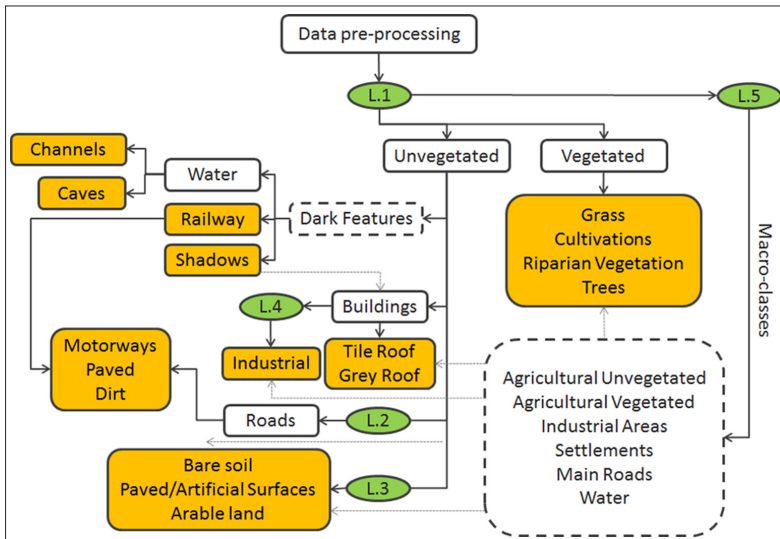 Data pre-processing
L.1
L.5
Unvegetated
Vegetated
Channels
Water
Caves
Railway
Dark Features
Shadows
Grass
Cultivations
Riparian Vegetation
Trees
Macro-classes
L.4
Buildings
Industrial
Tile Roof
Grey Roof
Motorways
Paved
Dirt
Roads
L.2
Agricultural Unvegetated
Agricultural Vegetated
Industrial Areas
Settlements
Main Roads
Water
Bare soil
Paved/Artificial Surfaces
Arable land
L.3